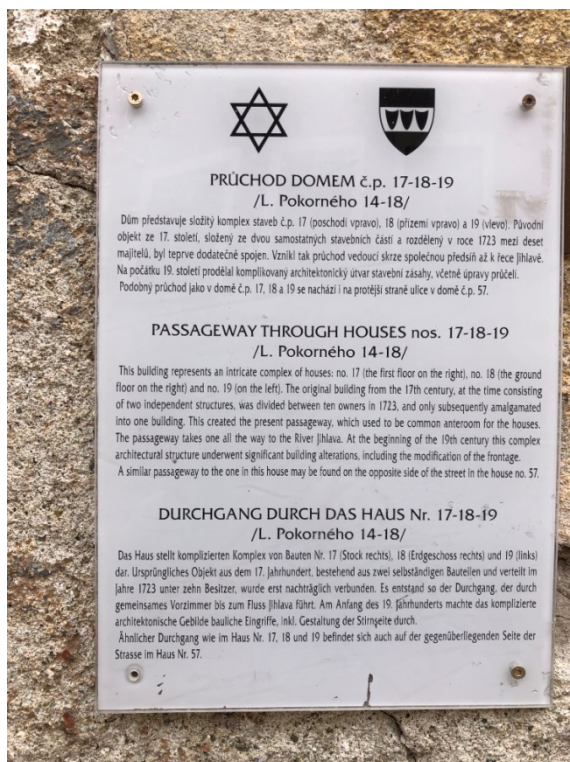 PRŮCHOD DOMEM č.p. 17-18-19
/L. Pokorného 14-18/
Dům představuje složitý komplex staveb č.p. 17 (poschodí vpravo), 18 (přízemí vpravo) a 19 (vlevo). Původní
objekt ze 17. století, složený ze dvou samostatných stavebních částí a rozdělený v roce 1723 mezi deset
majitelů, byl teprve dodatečně spojen. Vznikl tak průchod vedoucí skrze společnou předsíň až k řece Jihlavě.
Na počátku 19. století prodělal komplikovaný architektonický útvar stavební zásahy, včetně úpravy průčelí.
Podobný průchod jako v domě č.p. 17, 18 a 19 se nachází i na protější straně ulice v domě č.p. 57.
PASSAGEWAY THROUGH HOUSES nos. 17-18-19
/L. Pokorného 14-18/
This building represents an intricate complex of houses: no. 17 (the first floor on the right), no. 18 (the ground
floor on the right) and no. 19 (on the left). The original building from the 17th century, at the time consisting
of two independent structures, was divided between ten owners in 1723, and only subsequently amalgamated
into one building. This created the present passageway, which used to be common anteroom for the houses.
The passageway takes one all the way to the River Jihlava. At the beginning of the 19th century this complex
architectural structure underwent significant building alterations, including the modification of the frontage.
A similar passageway to the one in this house may be found on the opposite side of the street in the house no. 57.
DURCHGANG DURCH DAS HAUS Nr. 17-18-19
/L. Pokorného 14-18/
Das Haus stellt komplizierten Komplex von Bauten Nr. 17 (Stock rechts), 18 (Erdgeschoss rechts) und 19 (links)
dar. Ursprüngliches Objekt aus dem 17. Jahrhundert, bestehend aus zwei selbständigen Bauteilen und verteilt im
Jahre 1723 unter zehn Besitzer, wurde erst nachträglich verbunden. Es entstand so der Durchgang, der durch
gemeinsames Vorzimmer bis zum Fluss Jihlava führt. Am Anfang des 19. Jahrhunderts machte das komplizierte
architektonische Gebilde bauliche Eingriffe, inkl. Gestaltung der Stirnseite durch.
Ähnlicher Durchgang wie im Haus Nr. 17, 18 und 19 befindet sich auch auf der gegenüberliegenden Seite der
Strasse im Haus Nr. 57.